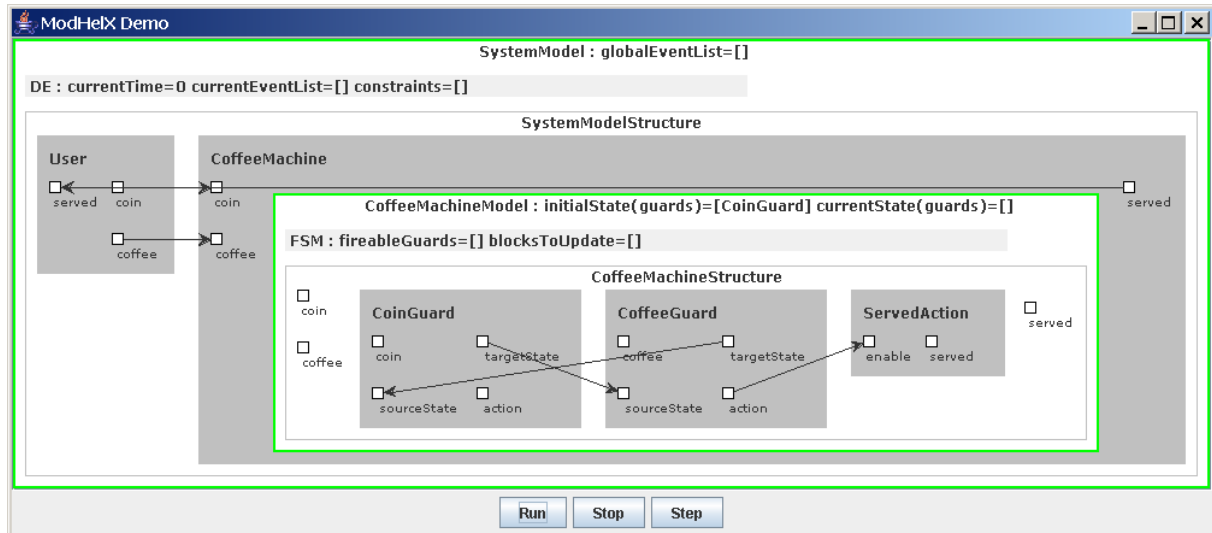 ModHelX Demo
SystemModel : globalEventList=[]
DE : currentTime=0 currentEventList=[] constraints=[]
SystemModelStructure
User
CoffeeMachine
served coin coin served
coffee coffee
CoffeeMachineModel : initialState(guards)=[CoinGuard] currentState(guards)=[]
FSM : fireableGuards=[] blocksToUpdate=[]
CoffeeMachineStructure
coin
coffee
CoinGuard
coin targetState
sourceState action
CoffeeGuard
coffee targetState
sourceState action
ServedAction
enable served
served
Run Stop Step